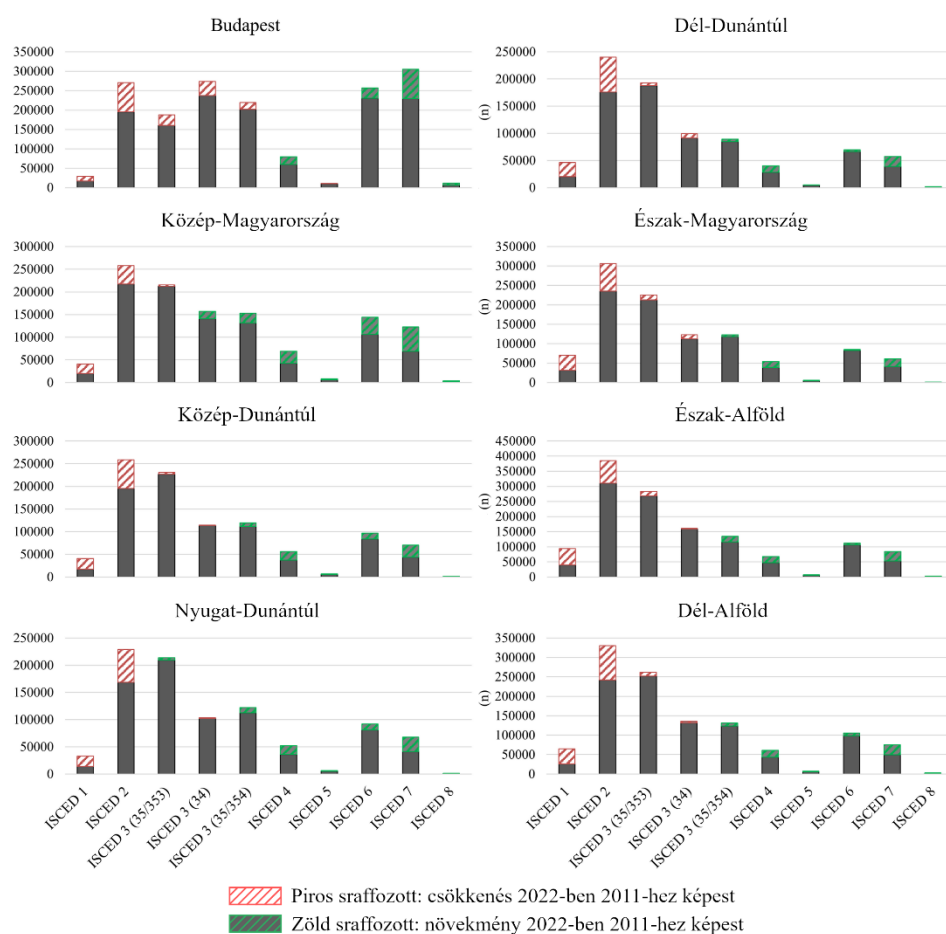 Budapest
350000
300000
250000
200000
150000
100000
50000
0
Dél-Dunántúl
(n)
250000
200000
150000
100000
50000
0
Közép-Magyarország
300000
250000
200000
150000
100000
50000
0
Észak-Magyarország
(n)
350000
300000
250000
200000
150000
100000
50000
0
Közép-Dunántúl
300000
250000
200000
150000
100000
50000
0
Észak-Alföld
(n)
450000
400000
350000
300000
250000
200000
150000
100000
50000
0
Nyugat-Dunántúl
250000
200000
150000
100000
50000
0
ISCED 1
ISCED 2
ISCED 3 (35/353)
ISCED 3 (34)
ISCED 3 (35/354)
ISCED 4
ISCED 5
ISCED 6
ISCED 7
ISCED 8
Dél-Alföld
(n)
350000
300000
250000
200000
150000
100000
50000
0
ISCED 1
ISCED 2
ISCED 3 (35/353)
ISCED 3 (34)
ISCED 3 (35/354)
ISCED 4
ISCED 5
ISCED 6
ISCED 7
ISCED 8
Piros sraffozott: csökkenés 2022-ben 2011-hez képest
Zöld sraffozott: növekmény 2022-ben 2011-hez képest